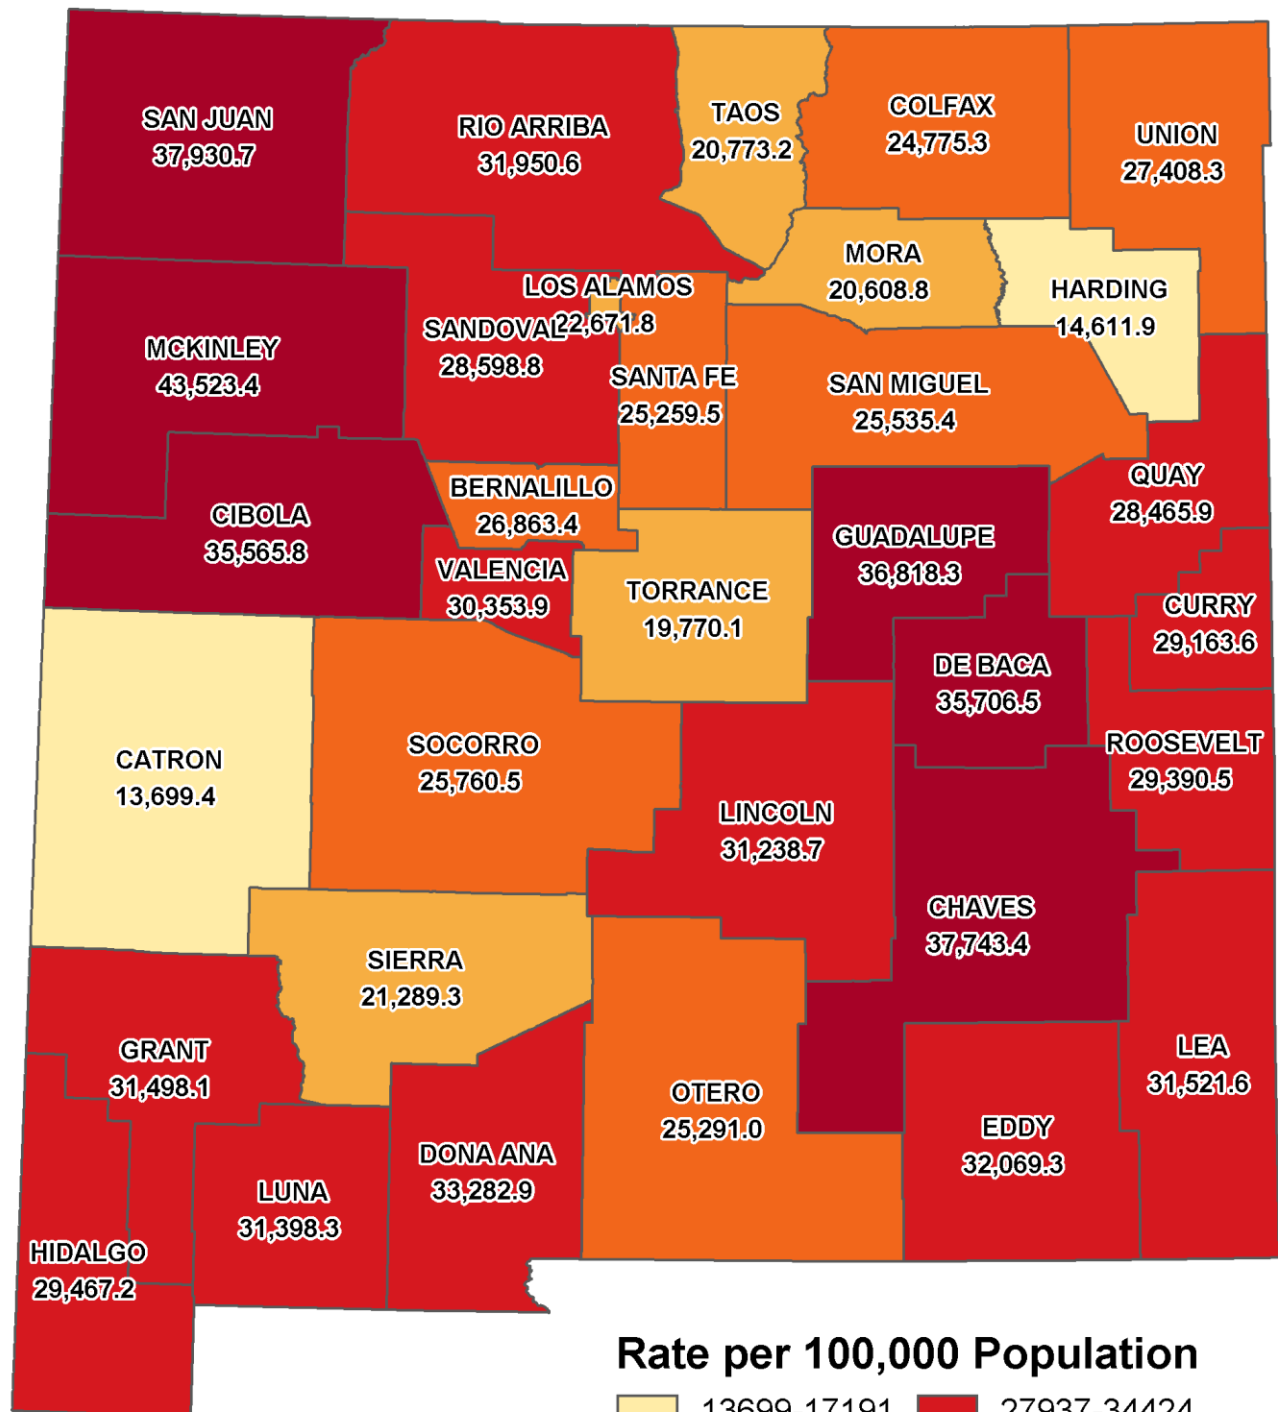 SAN JUAN
37,930.7
RIO ARRIBA
31,950.6
TAOS
20,773.2
COLFAX
24,775.3
UNION
27,408.3
MORA
20,608.8
HARDING
14,611.9
LOS ALAMOS
22,671.8
SANDOVAL
28,598.8
MCKINLEY
43,523.4
SANTA FE
25,259.5
SAN MIGUEL
25,535.4
QUAY
28,465.9
BERNALILLO
26,863.4
CIBOLA
35,565.8
GUADALUPE
36,818.3
VALENCIA
30,353.9
TORRANCE
19,770.1
CURRY
29,163.6
DE BACA
35,706.5
ROOSEVELT
29,390.5
CATRON
13,699.4
SOCORRO
25,760.5
LINCOLN
31,238.7
CHAVES
37,743.4
SIERRA
21,289.3
GRANT
31,498.1
LEA
31,521.6
OTERO
25,291.0
EDDY
32,069.3
DONA ANA
33,282.9
LUNA
31,398.3
HIDALGO
29,467.2
Rate per 100,000 Population
13699-17191 27937-34424